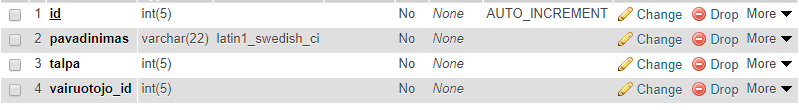 1 id int(5) No None AUTO_INCREMENT Change Drop More
2 pavadinimas varchar(22) latin1_swedish_ci No None Change Drop More
3 talpa int(5) No None Change Drop More
4 vairuotojo_id int(5) No None Change Drop More